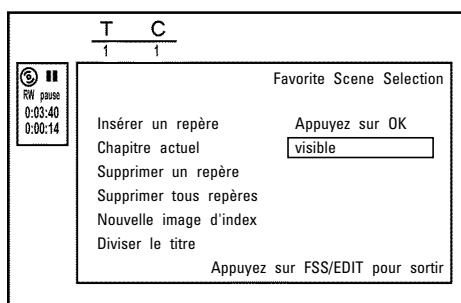 T C
1 1
RW pause
0:03:40
0:00:14
Favorite Scene Selection
Insérer un repère Appuyez sur OK
Chapitre actuel visible
Supprimer un repère
Supprimer tous repères
Nouvelle image d'index
Diviser le titre
Appuyez sur FSS/EDIT pour sortir